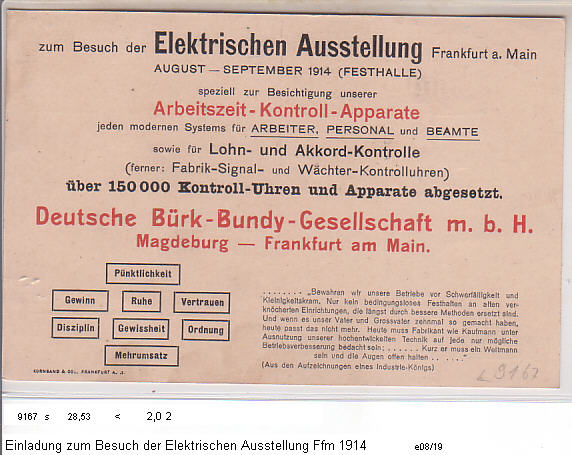 zum Besuch der Elektrischen Ausstellung Frankfurt a. Main
AUGUST — SEPTEMBER 1914 (FESTHALLE)
speziell zur Besichtigung unserer
Arbeitszeit-Kontroll-Apparate
jeden modernen Systems für ARBEITER, PERSONAL und BEAMTE
sowie für Lohn- und Akkord-Kontrolle
(ferner: Fabrik-Signal- und Wächter-Kontrolluhren)
über 150000 Kontroll-Uhren und Apparate abgesetzt.
Deutsche Bürk-Bundy-Gesellschaft m. b. H.
Magdeburg — Frankfurt am Main.
Pünktlichkeit
Gewinn Ruhe Vertrauen
Disziplin Gewissheit Ordnung
Mehrumsatz
KORNSAND & CO., FRANKFURT A. M.
. . . . . . . . „Bewahren wir unsere Betriebe vor Schwerfälligkeit und
Kleinigkeitskram. Nur kein bedingungsloses Festhalten an alten ver-
knöcherten Einrichtungen, die längst durch bessere Methoden ersetzt sind.
Und wenn es unser Vater und Grossvater zehnmal so gemacht haben,
heute passt das nicht mehr. Heute muss Fabrikant wie Kaufmann unter
Ausnutzung unserer hochentwickelten Technik auf jede nur mögliche
Betriebsverbesserung bedacht sein; . . . . . . Kurz er muss ein Weltmann
sein und die Augen offen halten . . . . ."
(Aus den Aufzeichnungen eines Industrie-Königs)
9167
9167 s 28,53 < 2,0 2
Einladung zum Besuch der Elektrischen Ausstellung Ffm 1914 e08/19